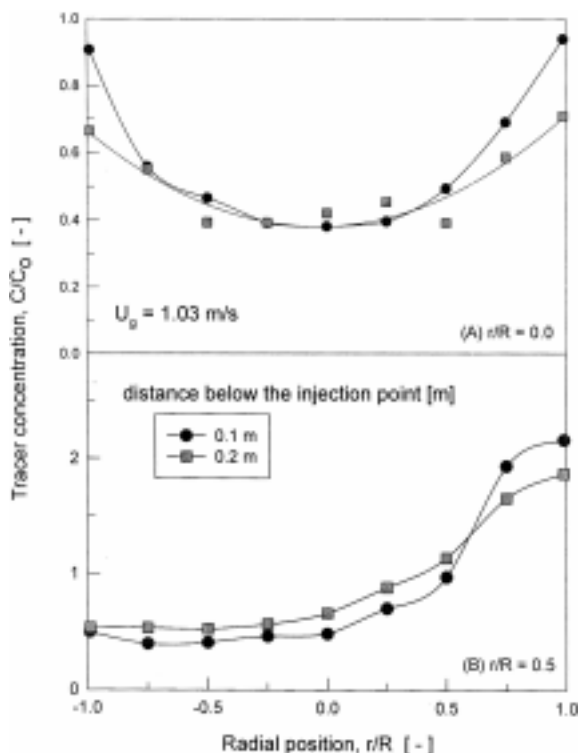 1.0
0.8
0.6
0.4
0.2
0.0
U_g = 1.03 m/s
(A) r/R = 0.0
Tracer concentration, C/C_O [ - ]
distance below the injection point [m]
0.1 m
0.2 m
2
1
0
(B) r/R = 0.5
-1.0 -0.5 0.0 0.5 1.0
Radial position, r/R [ - ]